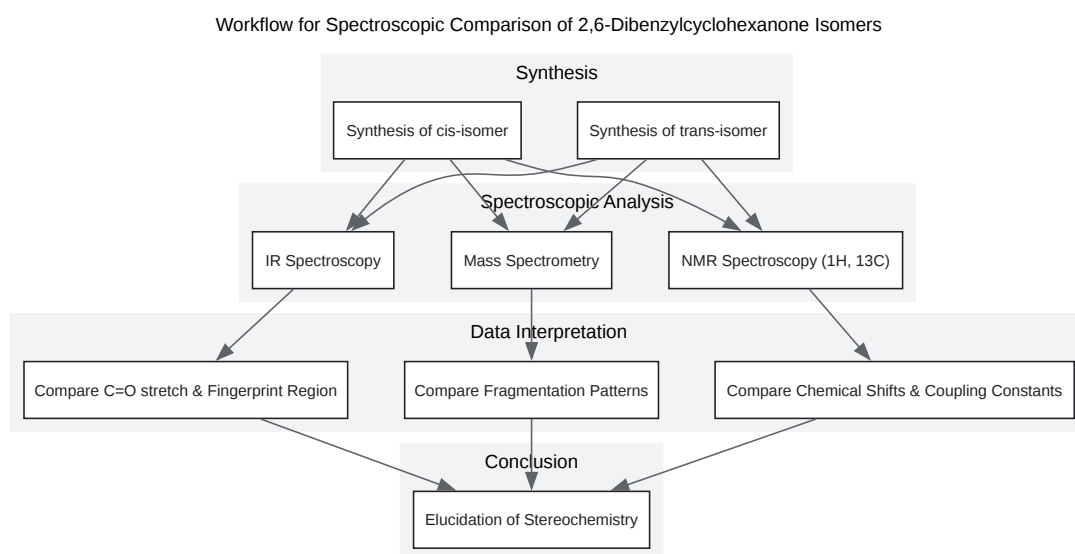 Workflow for Spectroscopic Comparison of 2,6-Dibenzylcyclohexanone Isomers
Synthesis
Synthesis of cis-isomer
Synthesis of trans-isomer
Spectroscopic Analysis
IR Spectroscopy
Mass Spectrometry
NMR Spectroscopy (1H, 13C)
Data Interpretation
Compare C=O stretch & Fingerprint Region
Compare Fragmentation Patterns
Compare Chemical Shifts & Coupling Constants
Conclusion
Elucidation of Stereochemistry